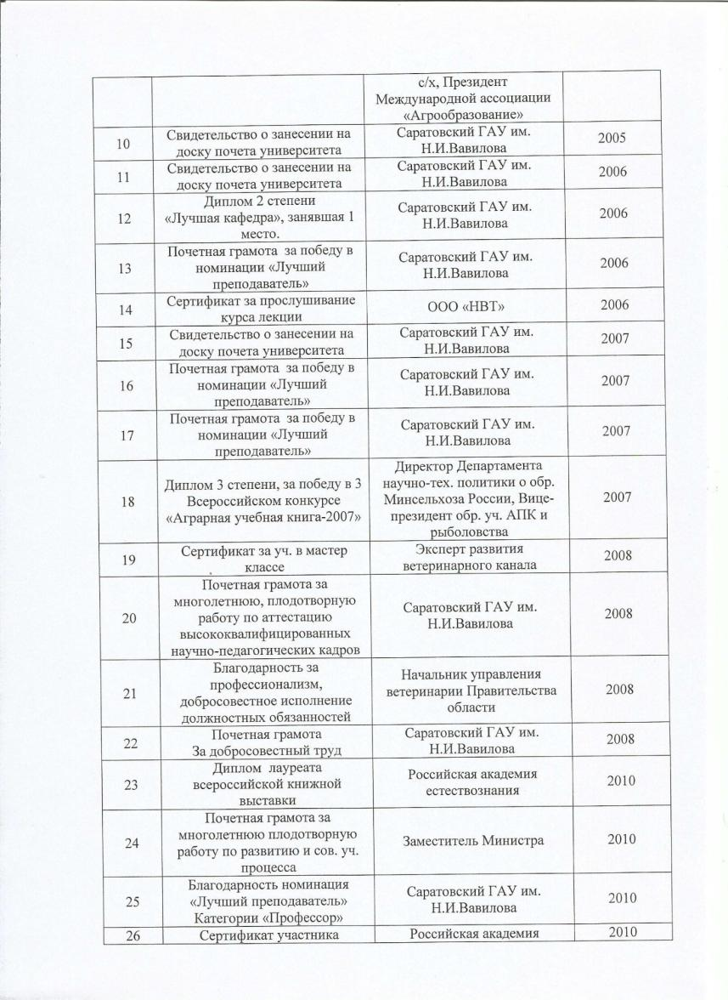 с/х, Президент
Международной ассоциации
«Агрообразование»
10 Свидетельство о занесении на доску почета университета Саратовский ГАУ им. Н.И.Вавилова 2005
11 Свидетельство о занесении на доску почета университета Саратовский ГАУ им. Н.И.Вавилова 2006
12 Диплом 2 степени «Лучшая кафедра», занявшая 1 место. Саратовский ГАУ им. Н.И.Вавилова 2006
13 Почетная грамота за победу в номинации «Лучший преподаватель» Саратовский ГАУ им. Н.И.Вавилова 2006
14 Сертификат за прослушивание курса лекции ООО «НВТ» 2006
15 Свидетельство о занесении на доску почета университета Саратовский ГАУ им. Н.И.Вавилова 2007
16 Почетная грамота за победу в номинации «Лучший преподаватель» Саратовский ГАУ им. Н.И.Вавилова 2007
17 Почетная грамота за победу в номинации «Лучший преподаватель» Саратовский ГАУ им. Н.И.Вавилова 2007
18 Диплом 3 степени, за победу в 3 Всероссийском конкурсе «Аграрная учебная книга-2007» Директор Департамента научно-тех. политики о обр. Минсельхоза России, Вице-президент обр. уч. АПК и рыболовства 2007
19 Сертификат за уч. в мастер классе Эксперт развития ветеринарного канала 2008
20 Почетная грамота за многолетнюю, плодотворную работу по аттестацию высококвалифицированных научно-педагогических кадров Саратовский ГАУ им. Н.И.Вавилова 2008
21 Благодарность за профессионализм, добросовестное исполнение должностных обязанностей Начальник управления ветеринарии Правительства области 2008
22 Почетная грамота За добросовестный труд Саратовский ГАУ им. Н.И.Вавилова 2008
23 Диплом лауреата всероссийской книжной выставки Российская академия естествознания 2010
24 Почетная грамота за многолетнюю плодотворную работу по развитию и сов. уч. процесса Заместитель Министра 2010
25 Благодарность номинация «Лучший преподаватель» Категории «Профессор» Саратовский ГАУ им. Н.И.Вавилова 2010
26 Сертификат участника Российская академия 2010